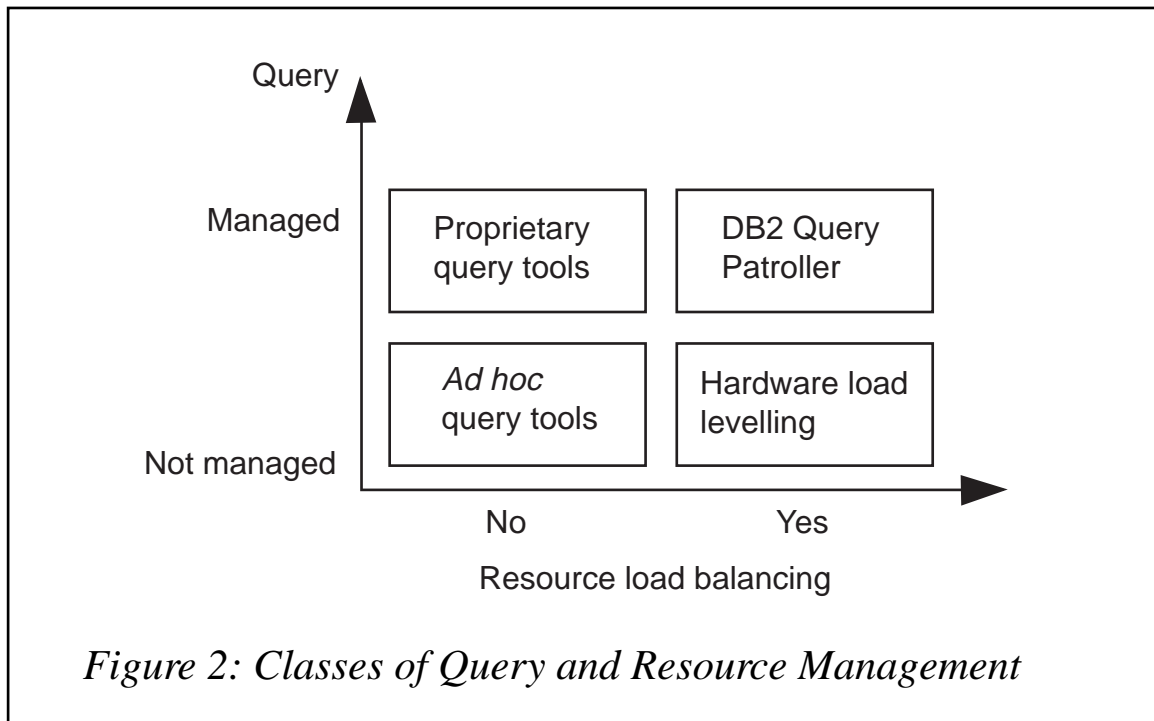 Query
Managed
Proprietary
query tools
DB2 Query
Patroller
Ad hoc
query tools
Hardware load
levelling
Not managed
No
Yes
Resource load balancing
Figure 2: Classes of Query and Resource Management